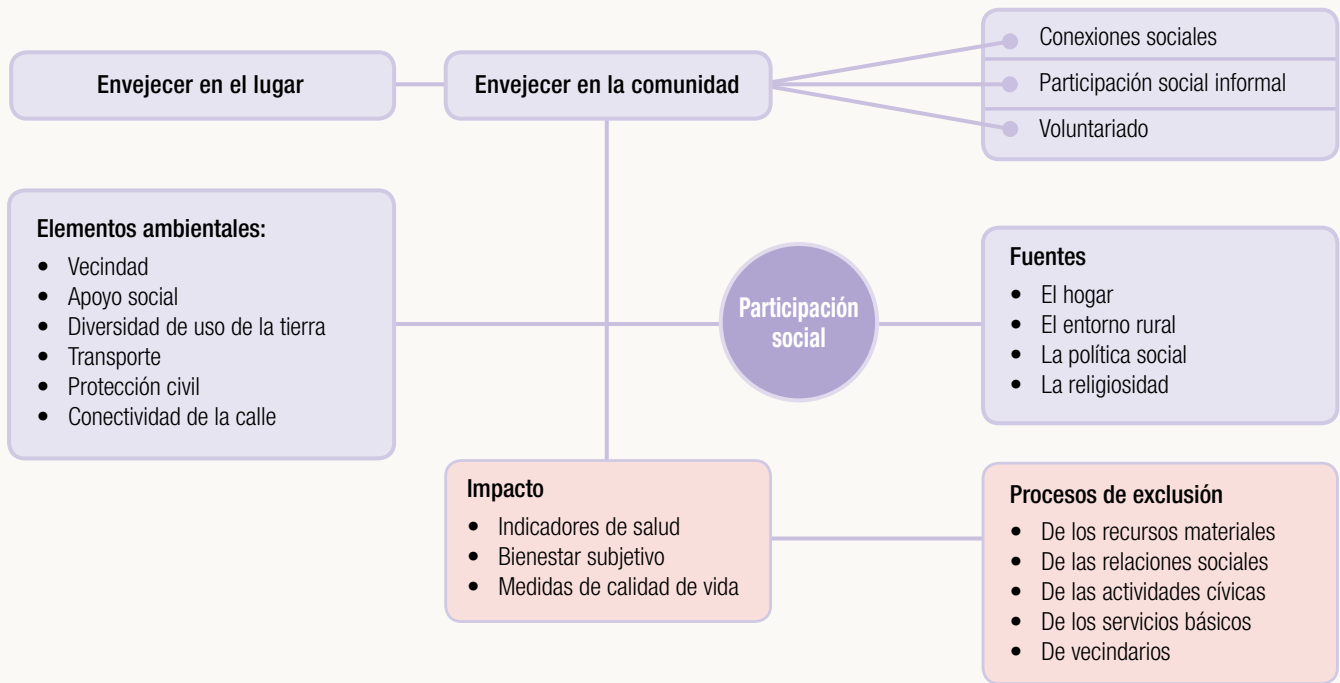 Envejecer en el lugar
Envejecer en la comunidad
Conexiones sociales
Participación social informal
Voluntariado
Elementos ambientales:
• Vecindad
• Apoyo social
• Diversidad de uso de la tierra
• Transporte
• Protección civil
• Conectividad de la calle
Participación
social
Fuentes
• El hogar
• El entorno rural
• La política social
• La religiosidad
Impacto
• Indicadores de salud
• Bienestar subjetivo
• Medidas de calidad de vida
Procesos de exclusión
• De los recursos materiales
• De las relaciones sociales
• De las actividades cívicas
• De los servicios básicos
• De vecindarios